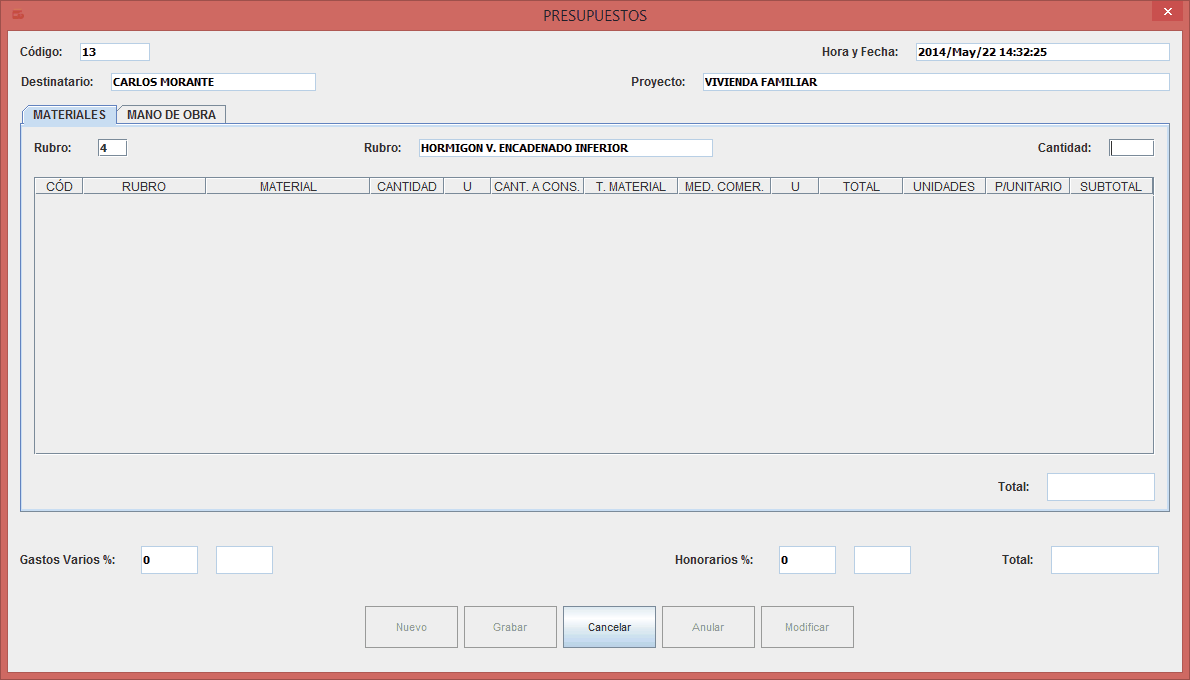 PRESUPUESTOS
Código: 13 Hora y Fecha: 2014/May/22 14:32:25
Destinatario: CARLOS MORANTE Proyecto: VIVIENDA FAMILIAR
MATERIALES MANO DE OBRA
Rubro: 4 Rubro: HORMIGON V. ENCADENADO INFERIOR Cantidad:
CÓD RUBRO MATERIAL CANTIDAD U CANT. A CONS. T. MATERIAL MED. COMER. U TOTAL UNIDADES P/UNITARIO SUBTOTAL
Total:
Gastos Varios %: 0 Honorarios %: 0 Total:
Nuevo Grabar Cancelar Anular Modificar